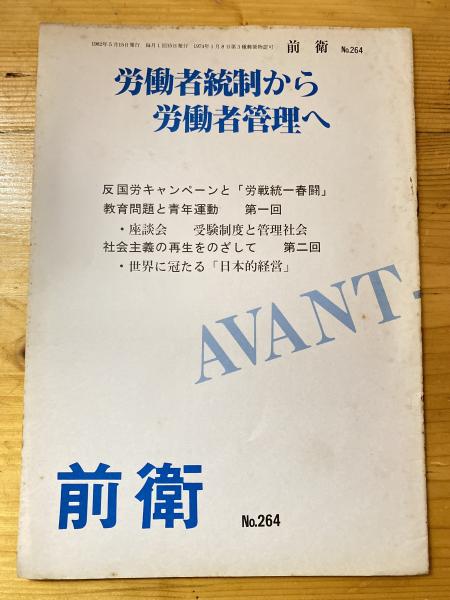 1982年5月15日発行 毎月1回15日発行 1974年1月8日第3種郵便物認可 前衛 No.264
労働者統制から
労働者管理へ
反国労キャンペーンと「労戦統一春闘」
教育問題と青年運動 第一回
・座談会 受験制度と管理社会
社会主義の再生をのざして 第二回
・世界に冠たる「日本的経営」
AVANT-
前衛
No.264